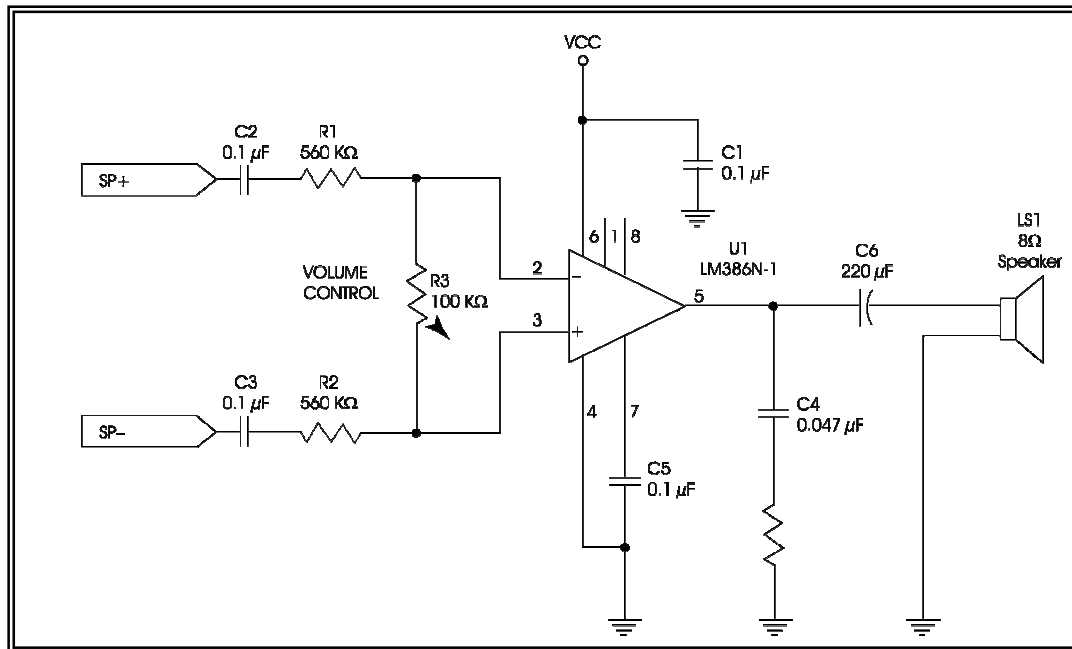 VCC
C2
0.1 µF
R1
560 KΩ
SP+
C1
0.1 µF
6
1
8
U1
LM386N-1
LS1
8Ω
Speaker
C6
220 µF
VOLUME
CONTROL
R3
100 KΩ
2
−
3
+
5
C3
0.1 µF
R2
560 KΩ
SP−
4
7
C4
0.047 µF
C5
0.1 µF